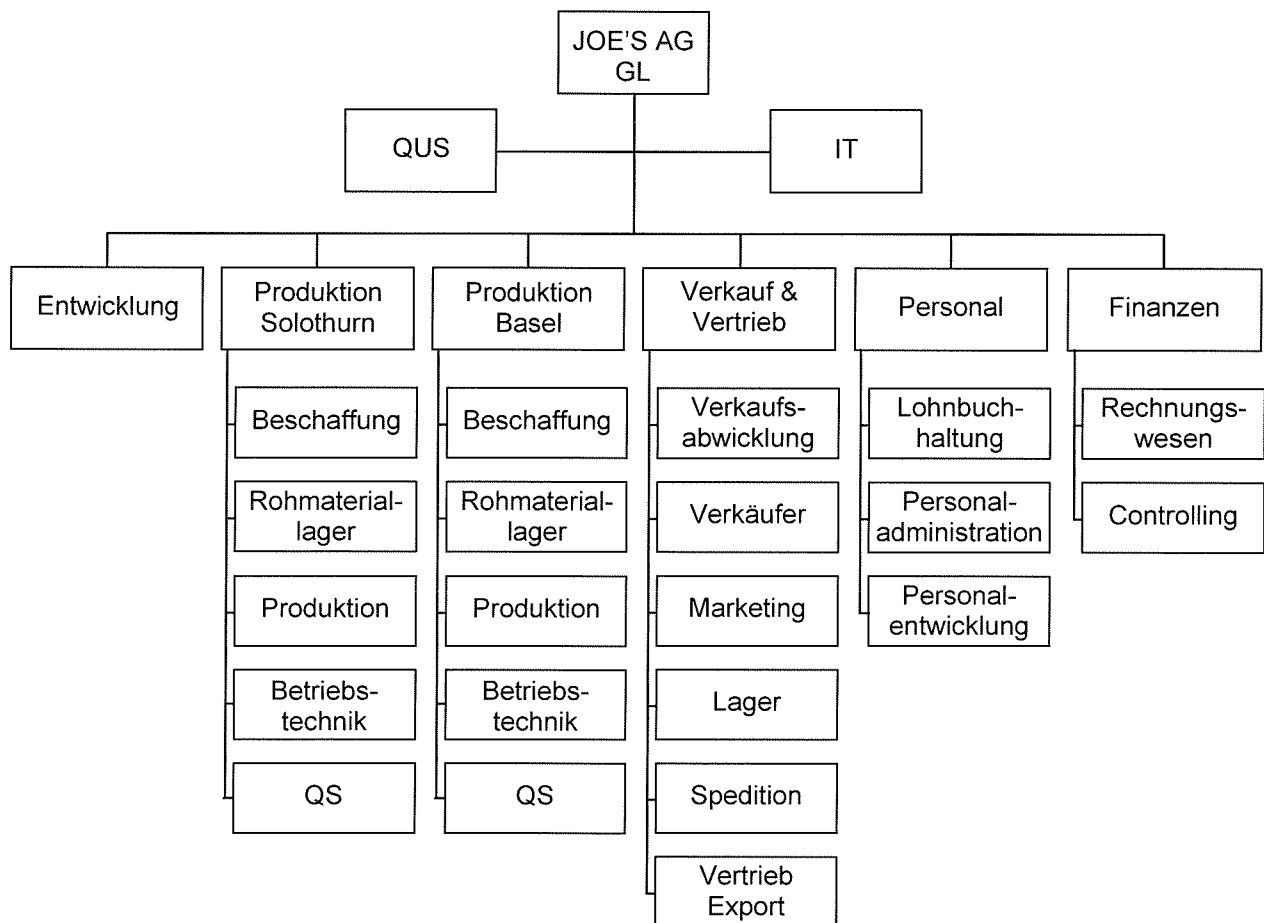 JOE'S AG
GL
QUS
IT
Entwicklung
Produktion
Solothurn
Produktion
Basel
Verkauf &
Vertrieb
Personal
Finanzen
Beschaffung
Rohmaterial-
lager
Produktion
Betriebs-
technik
QS
Beschaffung
Rohmaterial-
lager
Produktion
Betriebs-
technik
QS
Verkaufs-
abwicklung
Verkäufer
Marketing
Lager
Spedition
Vertrieb
Export
Lohnbuch-
haltung
Personal-
administration
Personal-
entwicklung
Rechnungs-
wesen
Controlling